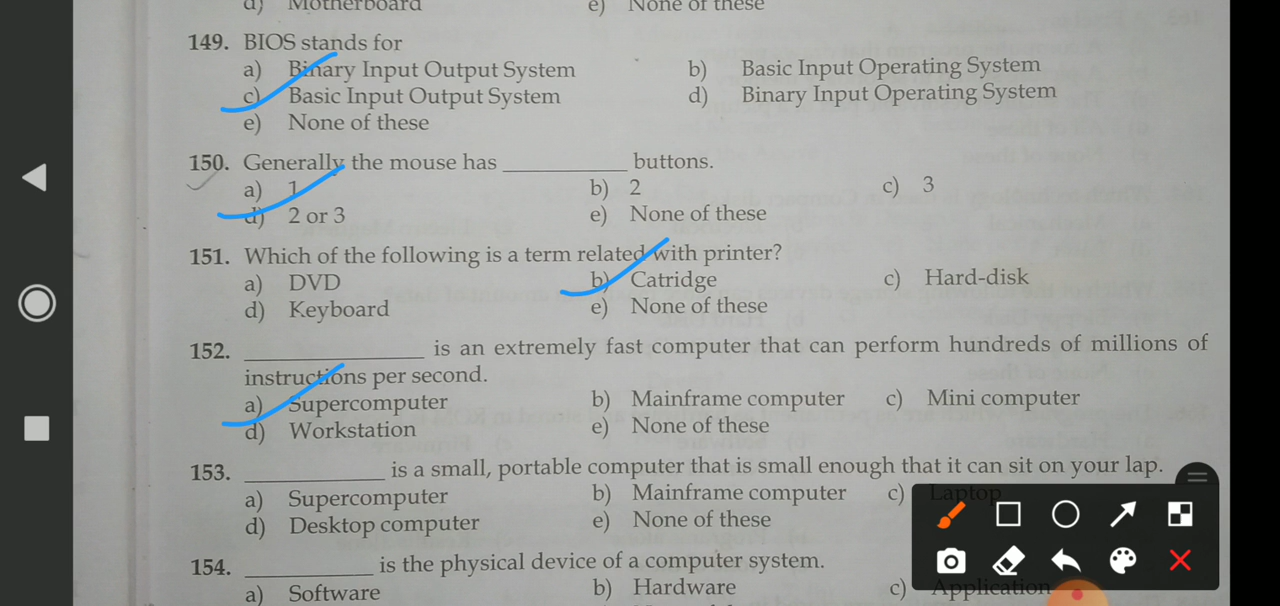 d) Motherboard e) None of these
149. BIOS stands for
a) Binary Input Output System b) Basic Input Operating System
c) Basic Input Output System d) Binary Input Operating System
e) None of these
150. Generally the mouse has ____________ buttons.
a) 1 b) 2 c) 3
d) 2 or 3 e) None of these
151. Which of the following is a term related with printer?
a) DVD b) Catridge c) Hard-disk
d) Keyboard e) None of these
152. ________________ is an extremely fast computer that can perform hundreds of millions of
instructions per second.
a) Supercomputer b) Mainframe computer c) Mini computer
d) Workstation e) None of these
153. ____________ is a small, portable computer that is small enough that it can sit on your lap.
a) Supercomputer b) Mainframe computer c) Laptop
d) Desktop computer e) None of these
154. ___________ is the physical device of a computer system.
a) Software b) Hardware c) Application